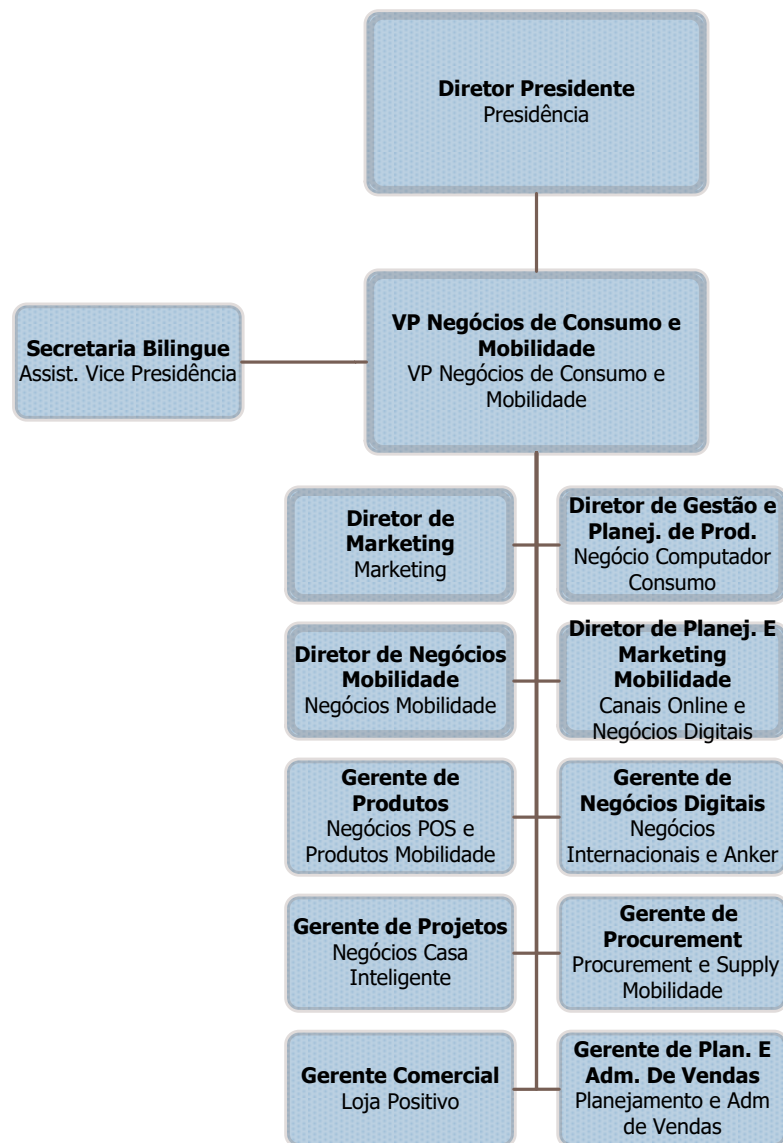 Diretor Presidente
Presidência
VP Negócios de Consumo e
Mobilidade
VP Negócios de Consumo e
Mobilidade
Secretaria Bilingue
Assist. Vice Presidência
Diretor de
Marketing
Marketing
Diretor de Gestão e
Planej. de Prod.
Negócio Computador
Consumo
Diretor de Negócios
Mobilidade
Negócios Mobilidade
Diretor de Planej. E
Marketing
Mobilidade
Canais Online e
Negócios Digitais
Gerente de
Produtos
Negócios POS e
Produtos Mobilidade
Gerente de
Negócios Digitais
Negócios
Internacionais e Anker
Gerente de Projetos
Negócios Casa
Inteligente
Gerente de
Procurement
Procurement e Supply
Mobilidade
Gerente Comercial
Loja Positivo
Gerente de Plan. E
Adm. De Vendas
Planejamento e Adm
de Vendas